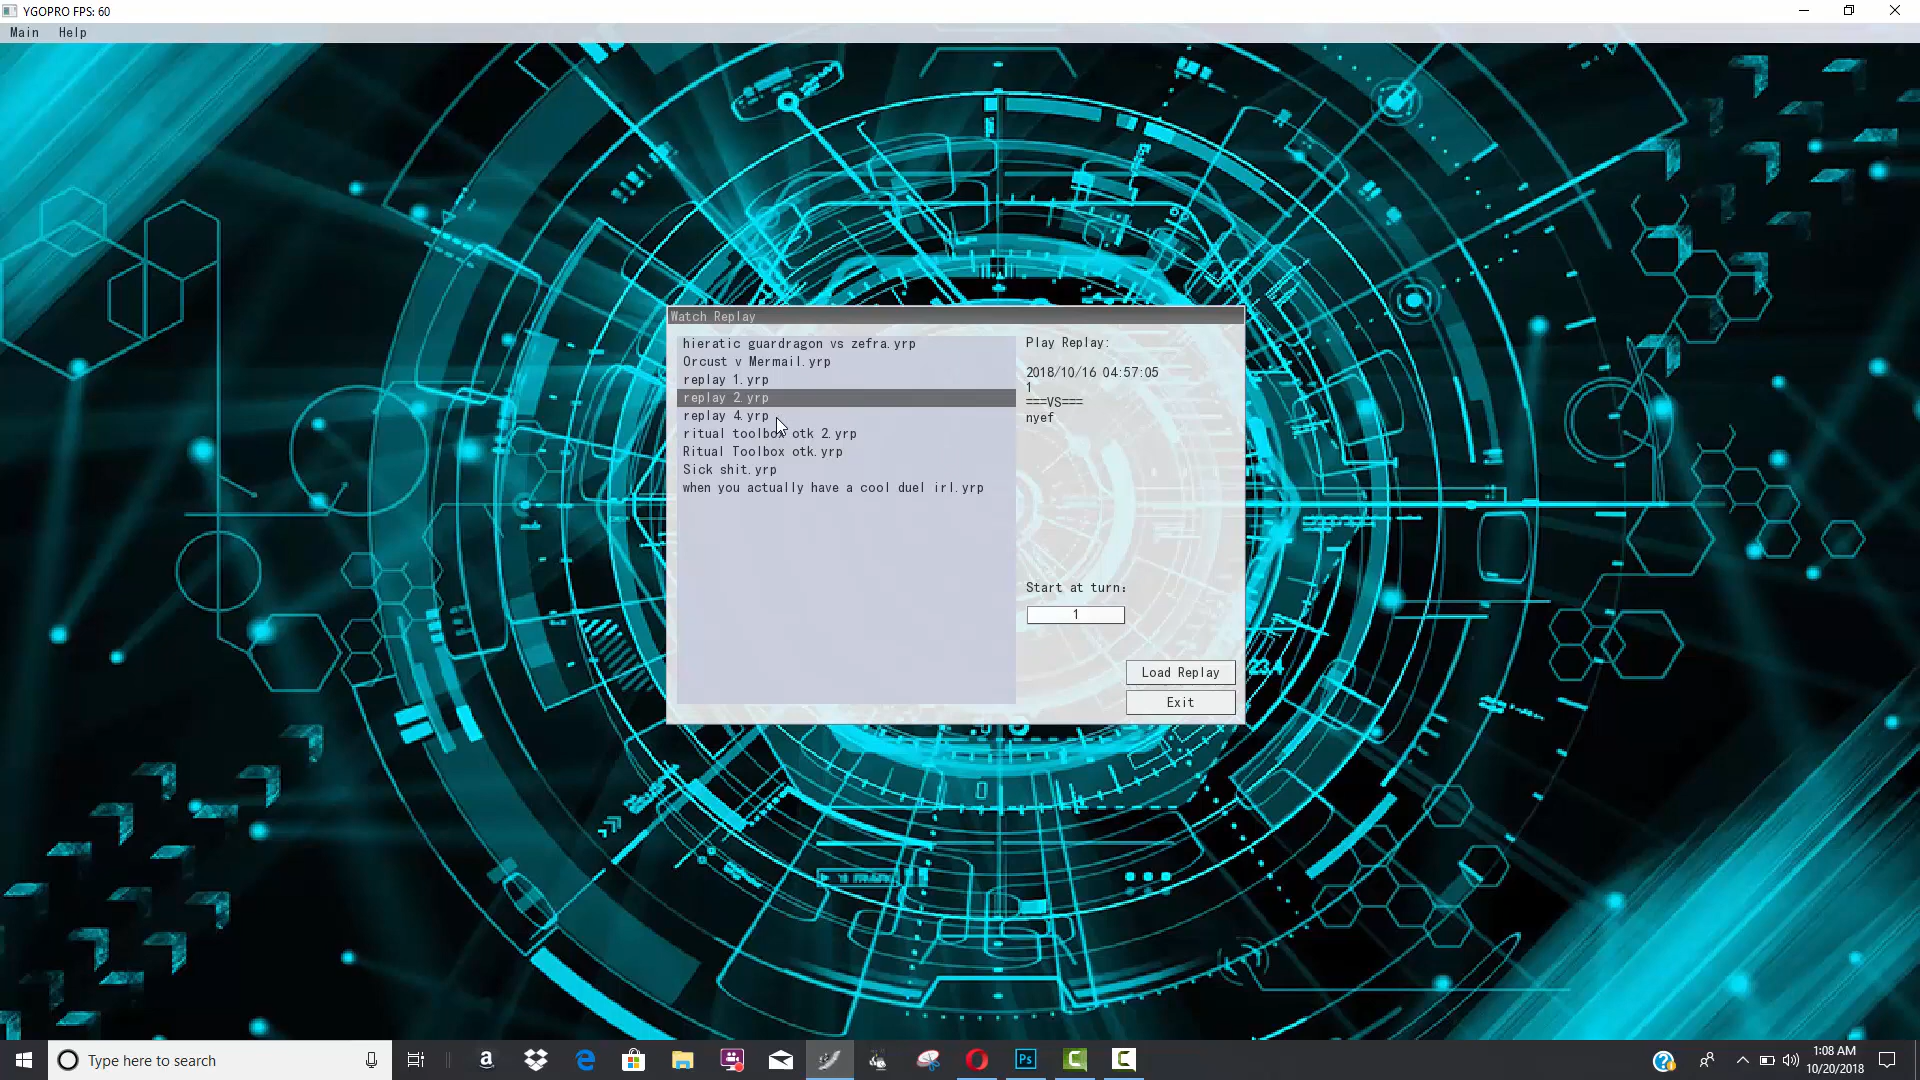 YGOPRO FPS: 60
Main Help
Watch Replay
hieratic guardragon vs zefra.yrp
Orcust v Mermail.yrp
replay 1.yrp
replay 2.yrp
replay 4.yrp
ritual toolbox otk 2.yrp
Ritual Toolbox otk.yrp
Sick shit.yrp
when you actually have a cool duel irl.yrp
Play Replay:
2018/10/16 04:57:05
1
===VS===
nyef
Start at turn:
1
Load Replay
Exit
Type here to search
Ps
1:08 AM
10/20/2018